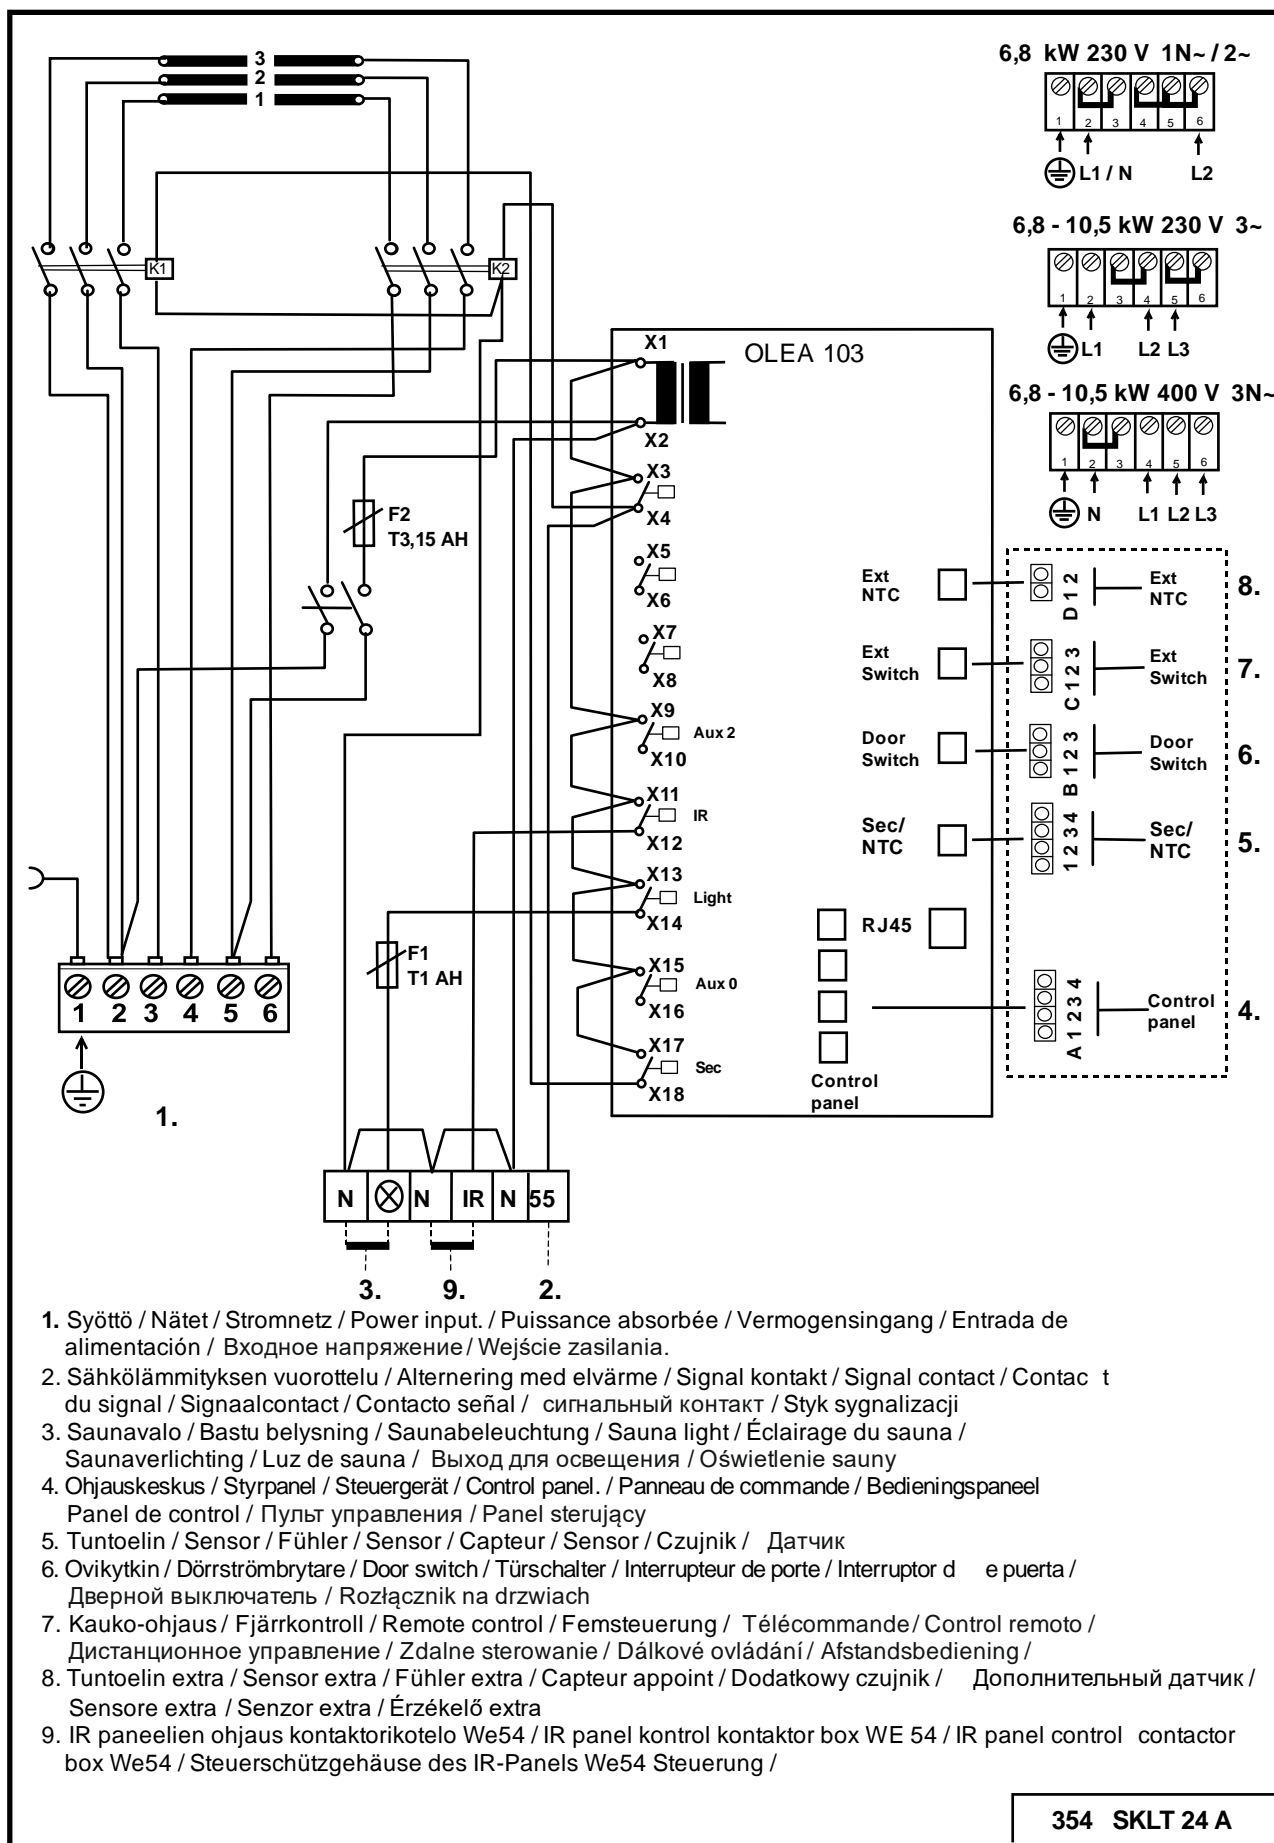 3
2
1
K1
K2
6,8 kW 230 V 1N~ / 2~
1 2 3 4 5 6
L1 / N L2
6,8 - 10,5 kW 230 V 3~
1 2 3 4 5 6
L1 L2 L3
6,8 - 10,5 kW 400 V 3N~
1 2 3 4 5 6
N L1 L2 L3
OLEA 103
X1
X2
X3
X4
X5
X6
X7
X8
X9
Aux 2
X10
X11
IR
X12
X13
Light
X14
X15
Aux 0
X16
X17
Sec
X18
F2
T3,15 AH
F1
T1 AH
Ext
NTC
Ext
Switch
Door
Switch
Sec/
NTC
RJ45
Control
panel
D 1 2
Ext
NTC
8.
C 1 2 3
Ext
Switch
7.
B 1 2 3
Door
Switch
6.
1 2 3 4
Sec/
NTC
5.
A 1 2 3 4
Control
panel
4.
1 2 3 4 5 6
1.
N N IR N 55
3. 9. 2.
1. Syöttö / Nätet / Stromnetz / Power input. / Puissance absorbée / Vermogensingang / Entrada de
alimentación / Входное напряжение / Wejście zasilania.
2. Sähkölämmityksen vuorottelu / Alternering med elvärme / Signal kontakt / Signal contact / Contac t
du signal / Signaalcontact / Contacto señal / сигнальный контакт / Styk sygnalizacji
3. Saunavalo / Bastu belysning / Saunabeleuchtung / Sauna light / Éclairage du sauna /
Saunaverlichting / Luz de sauna / Выход для освещения / Oświetlenie sauny
4. Ohjauskeskus / Styrpanel / Steuergerät / Control panel. / Panneau de commande / Bedieningspaneel
Panel de control / Пульт управления / Panel sterujący
5. Tuntoelin / Sensor / Fühler / Sensor / Capteur / Sensor / Czujnik / Датчик
6. Ovikytkin / Dörrströmbrytare / Door switch / Türschalter / Interrupteur de porte / Interruptor d e puerta /
Дверной выключатель / Rozłącznik na drzwiach
7. Kauko-ohjaus / Fjärrkontroll / Remote control / Femsteuerung / Télécommande / Control remoto /
Дистанционное управление / Zdalne sterowanie / Dálkové ovládání / Afstandsbediening /
8. Tuntoelin extra / Sensor extra / Fühler extra / Capteur appoint / Dodatkowy czujnik / Дополнительный датчик /
Sensore extra / Senzor extra / Érzékelő extra
9. IR paneelien ohjaus kontaktorikotelo We54 / IR panel kontrol kontaktor box WE 54 / IR panel control contactor
box We54 / Steuerschützgehäuse des IR-Panels We54 Steuerung /
354 SKLT 24 A